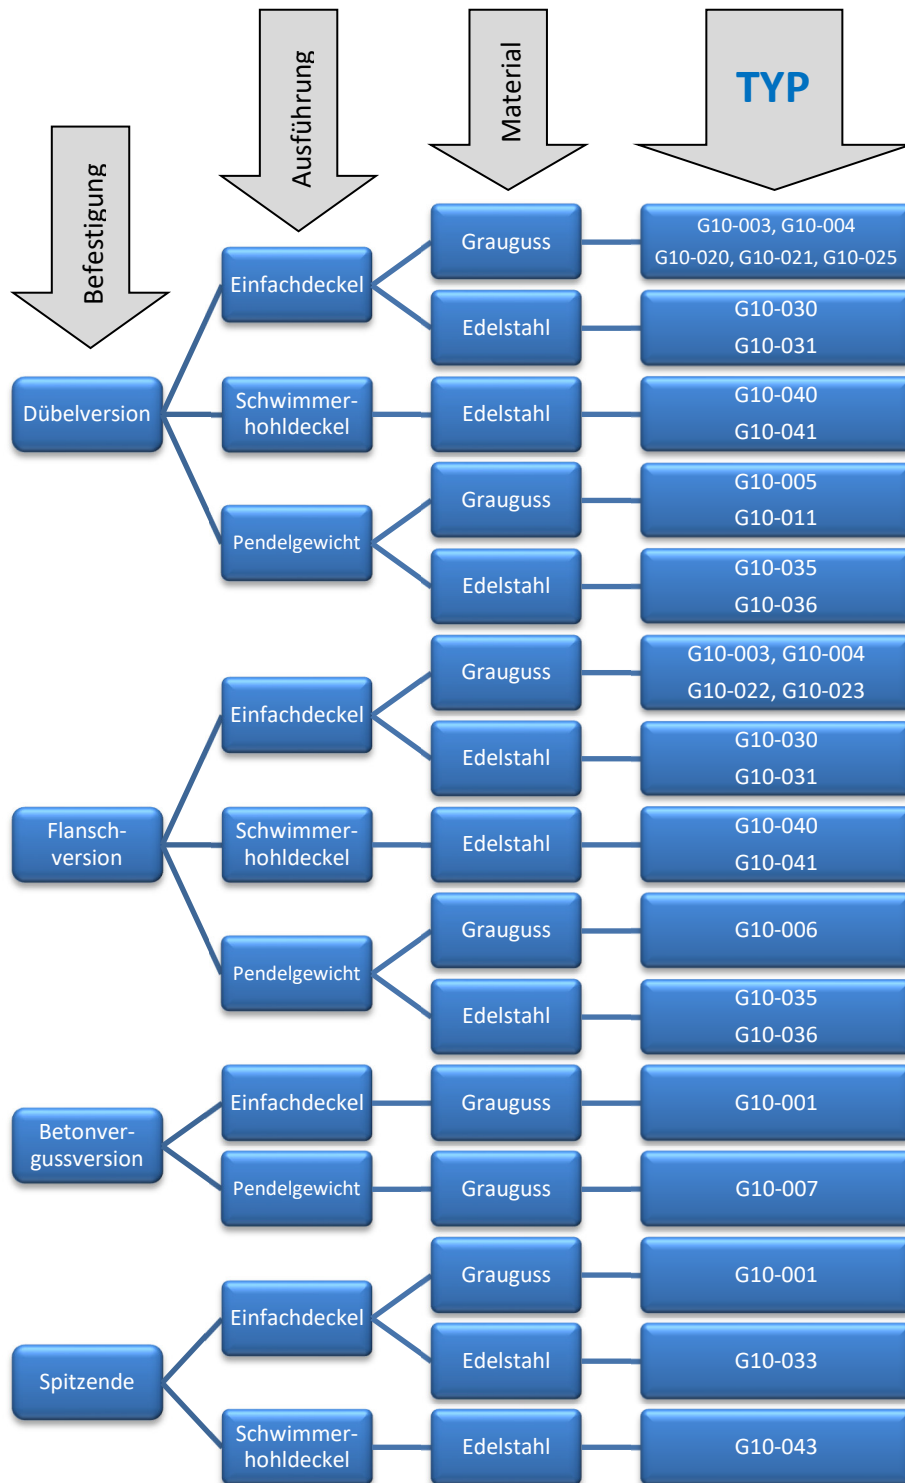 Befestigung
Ausführung
Material
TYP
Dübelversion
Einfachdeckel
Grauguss
G10-003, G10-004
G10-020, G10-021, G10-025
Edelstahl
G10-030
G10-031
Schwimmer-
hohldeckel
Edelstahl
G10-040
G10-041
Pendelgewicht
Grauguss
G10-005
G10-011
Edelstahl
G10-035
G10-036
Flansch-
version
Einfachdeckel
Grauguss
G10-003, G10-004
G10-022, G10-023
Edelstahl
G10-030
G10-031
Schwimmer-
hohldeckel
Edelstahl
G10-040
G10-041
Pendelgewicht
Grauguss
G10-006
Edelstahl
G10-035
G10-036
Betonver-
gussversion
Einfachdeckel
Grauguss
G10-001
Pendelgewicht
Grauguss
G10-007
Spitzende
Einfachdeckel
Grauguss
G10-001
Edelstahl
G10-033
Schwimmer-
hohldeckel
Edelstahl
G10-043